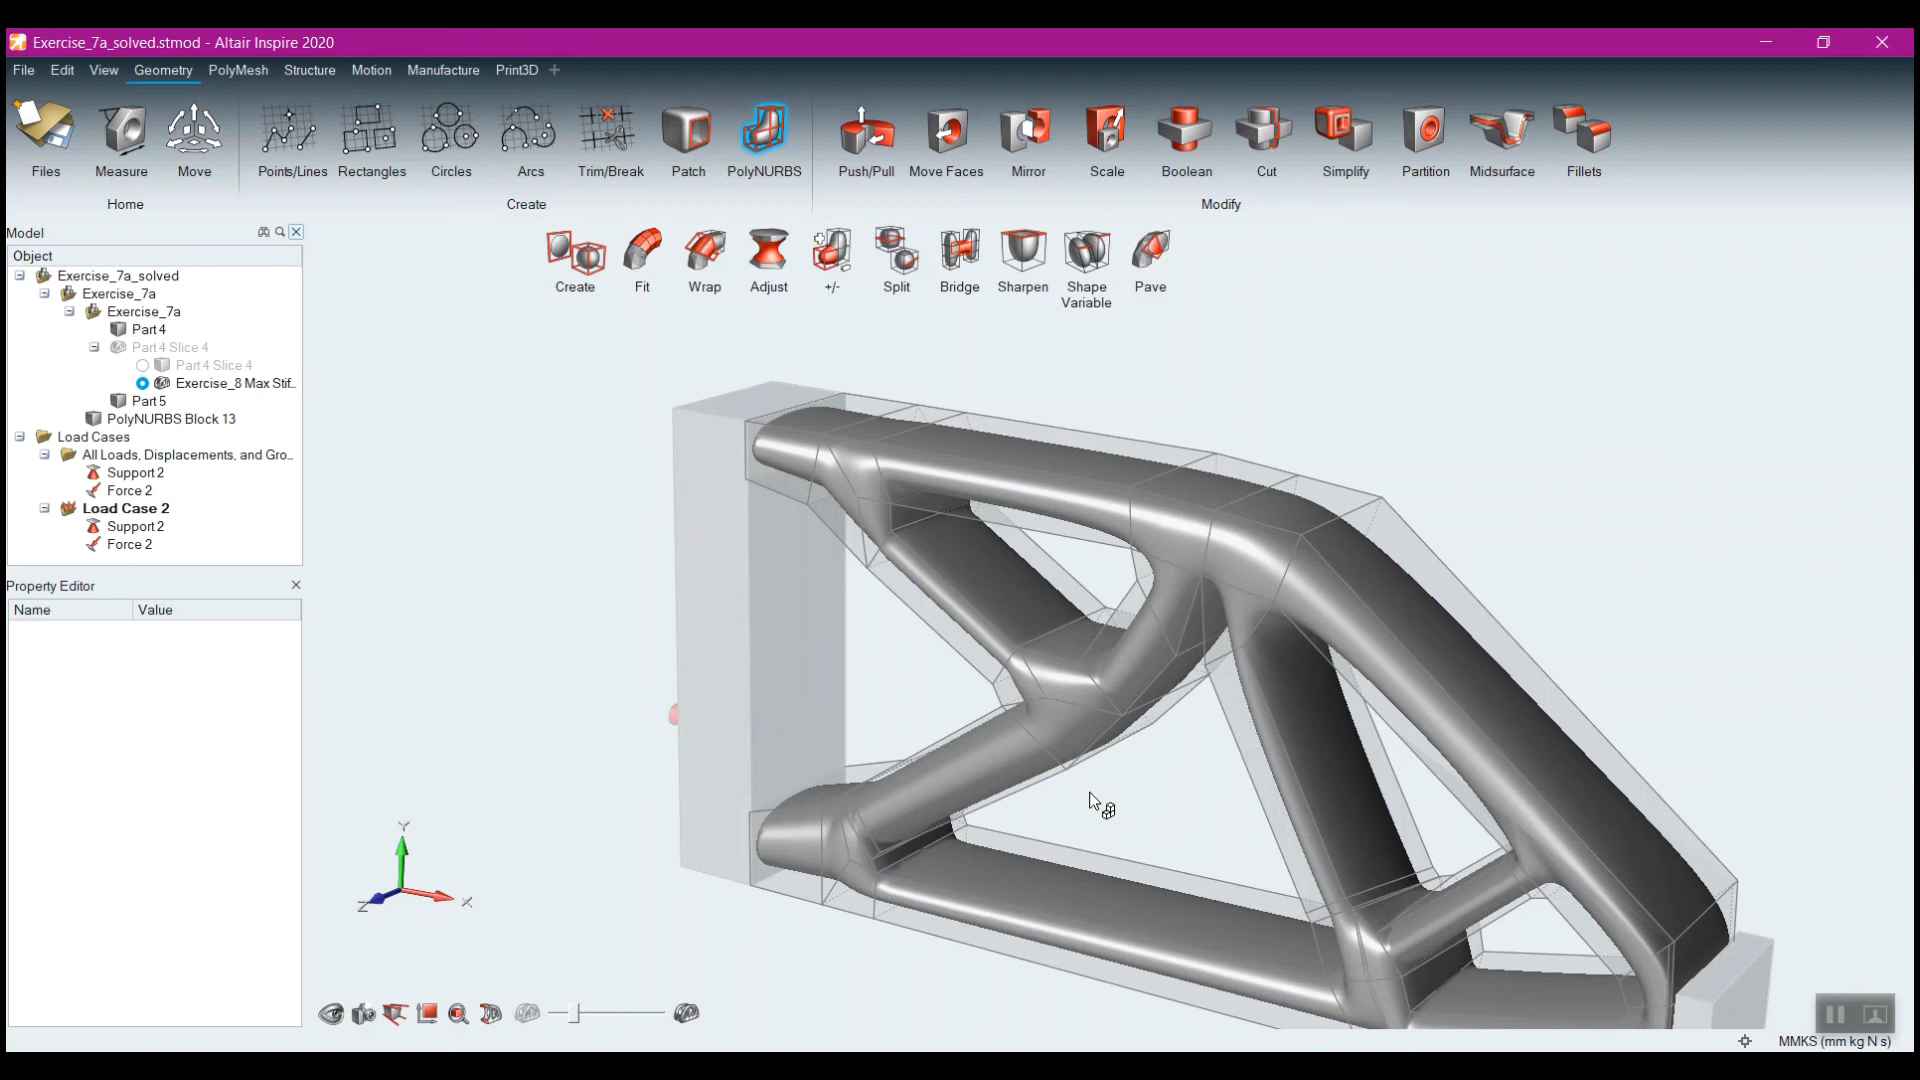 Exercise_7a_solved.stmod - Altair Inspire 2020
File Edit View Geometry PolyMesh Structure Motion Manufacture Print3D +
Files Measure Move Points/Lines Rectangles Circles Arcs Trim/Break Patch PolyNURBS Push/Pull Move Faces Mirror Scale Boolean Cut Simplify Partition Midsurface Fillets
Home Create Modify
Create Fit Wrap Adjust +/- Split Bridge Sharpen Shape Variable Pave
Model
Object
Exercise_7a_solved
Exercise_7a
Exercise_7a
Part 4
Part 4 Slice 4
Part 4 Slice 4
Exercise_8 Max Stif..
Part 5
PolyNURBS Block 13
Load Cases
All Loads, Displacements, and Gro..
Support 2
Force 2
Load Case 2
Support 2
Force 2
Property Editor
Name Value
Y
Z
X
MMKS (mm kg N s)